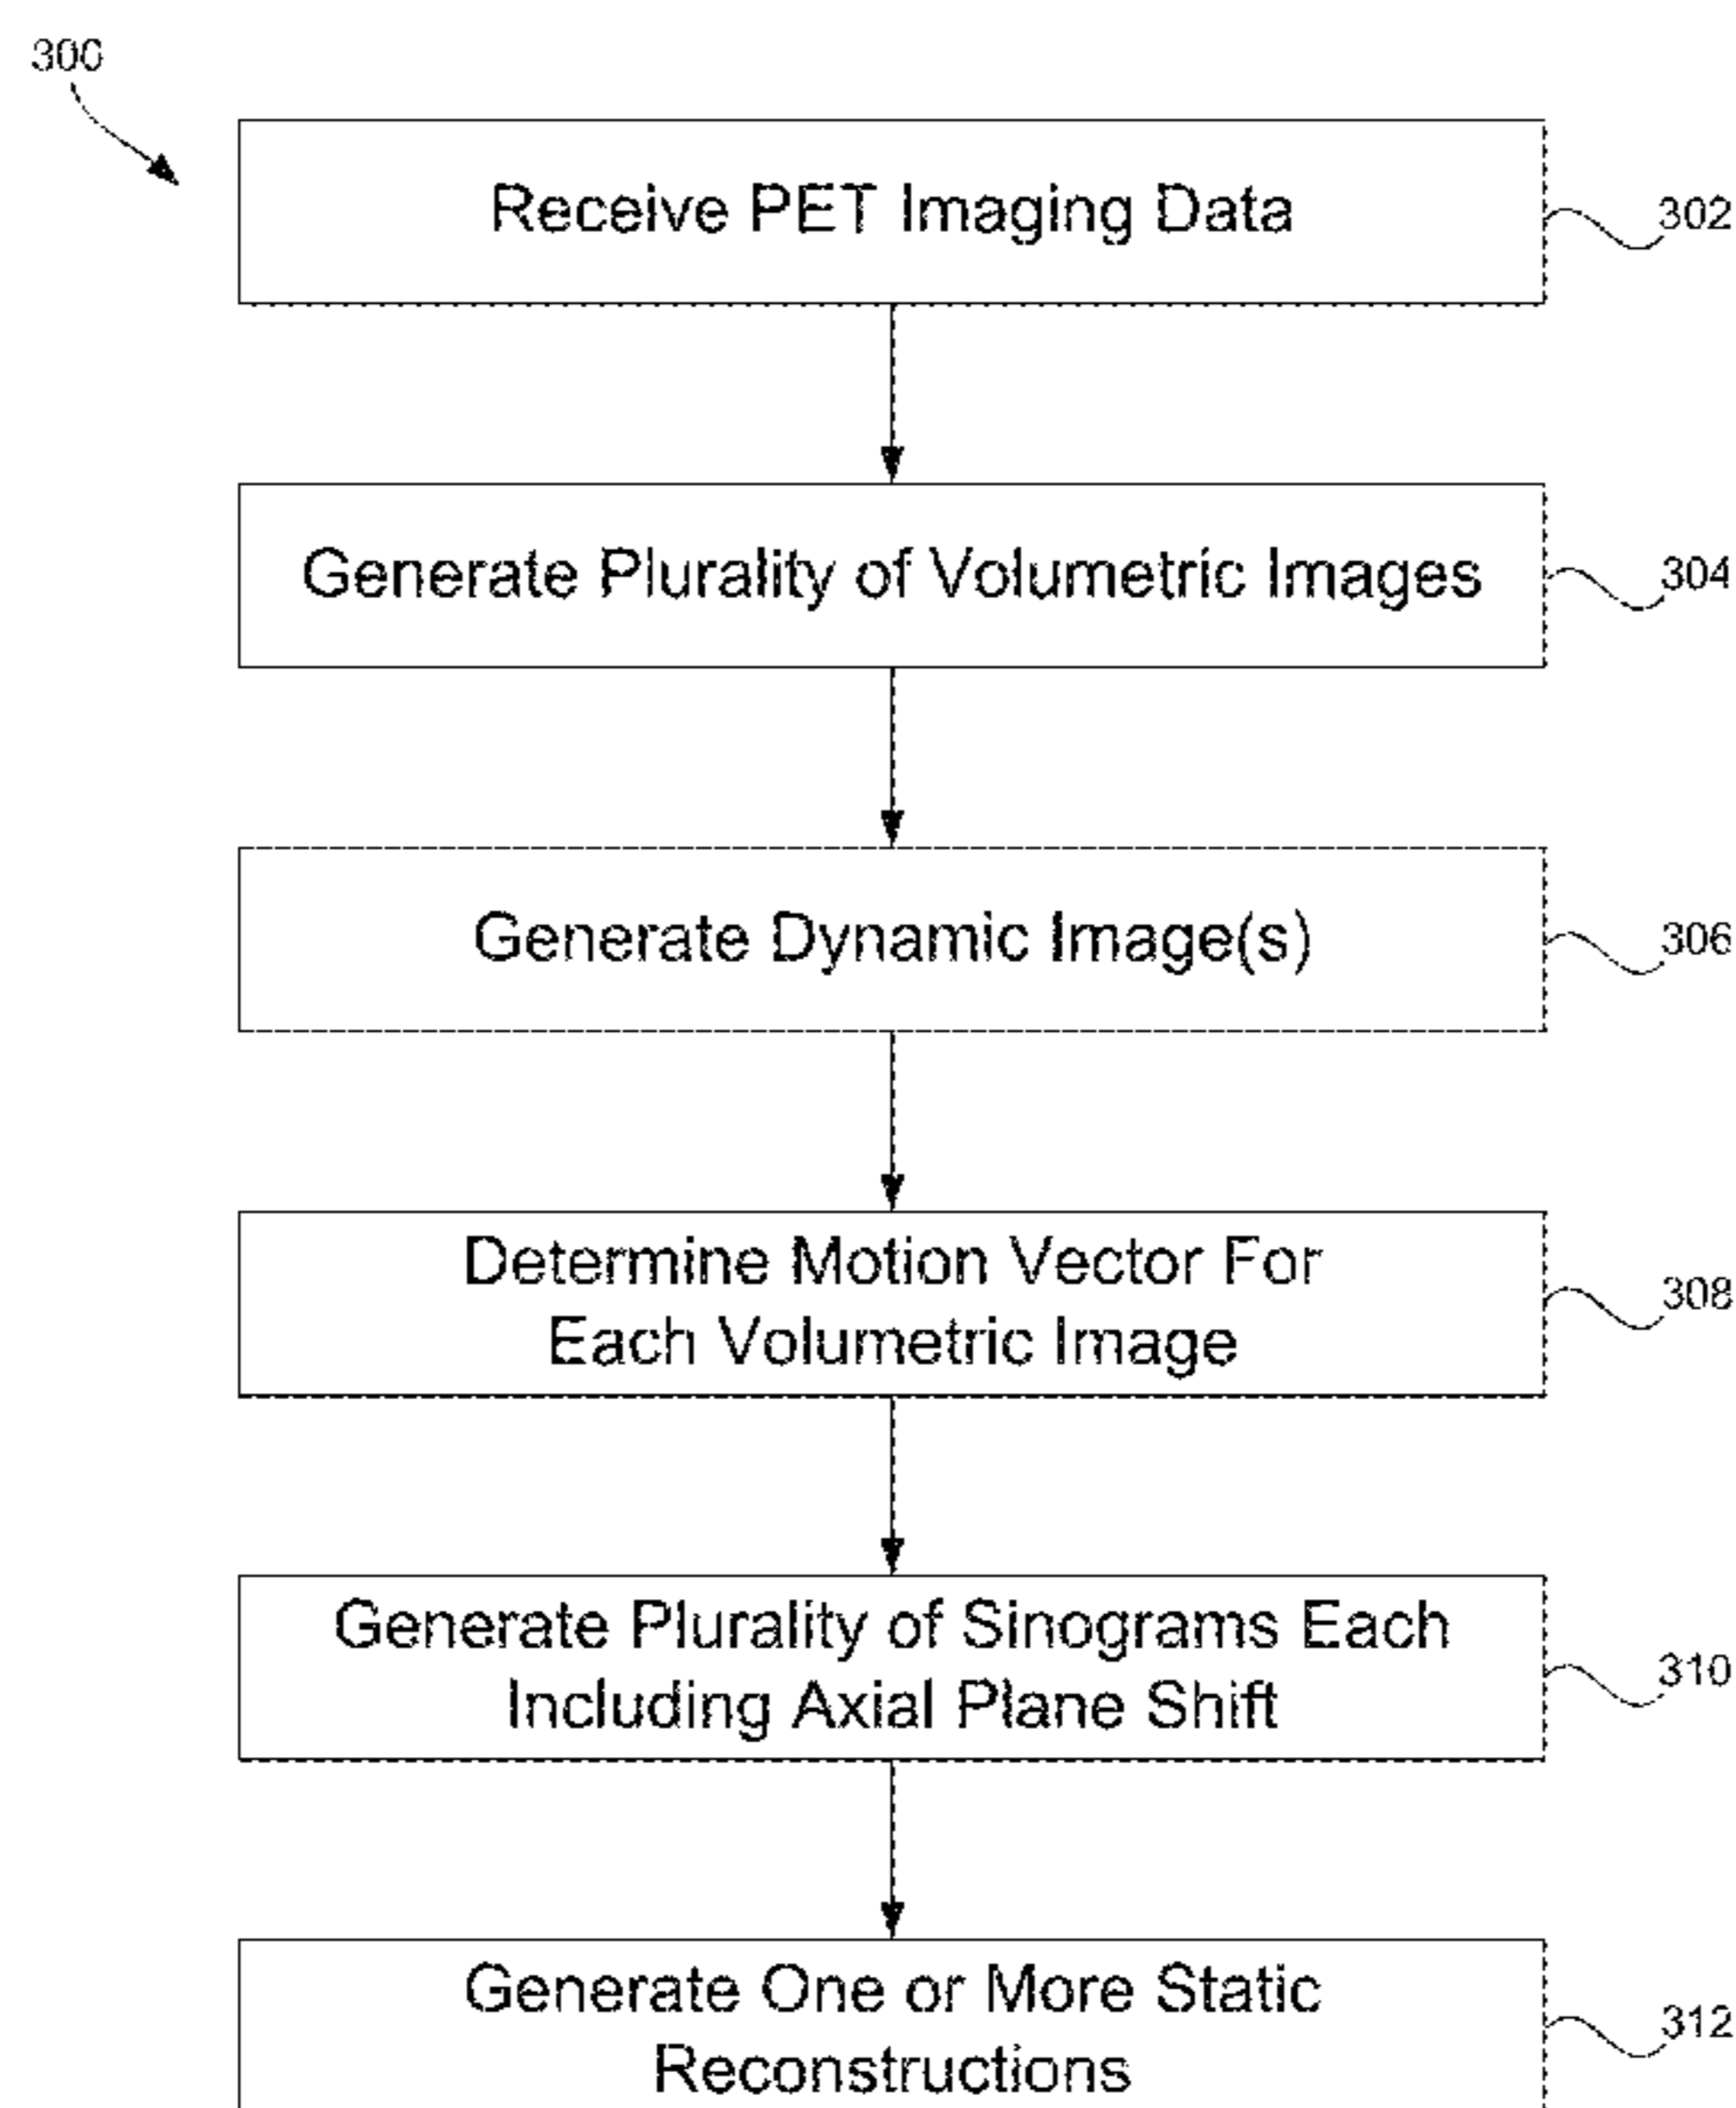 300
Receive PET Imaging Data
302
Generate Plurality of Volumetric Images
304
Generate Dynamic Image(s)
306
Determine Motion Vector For
Each Volumetric Image
308
Generate Plurality of Sinograms Each
Including Axial Plane Shift
310
Generate One or More Static
Reconstructions
312